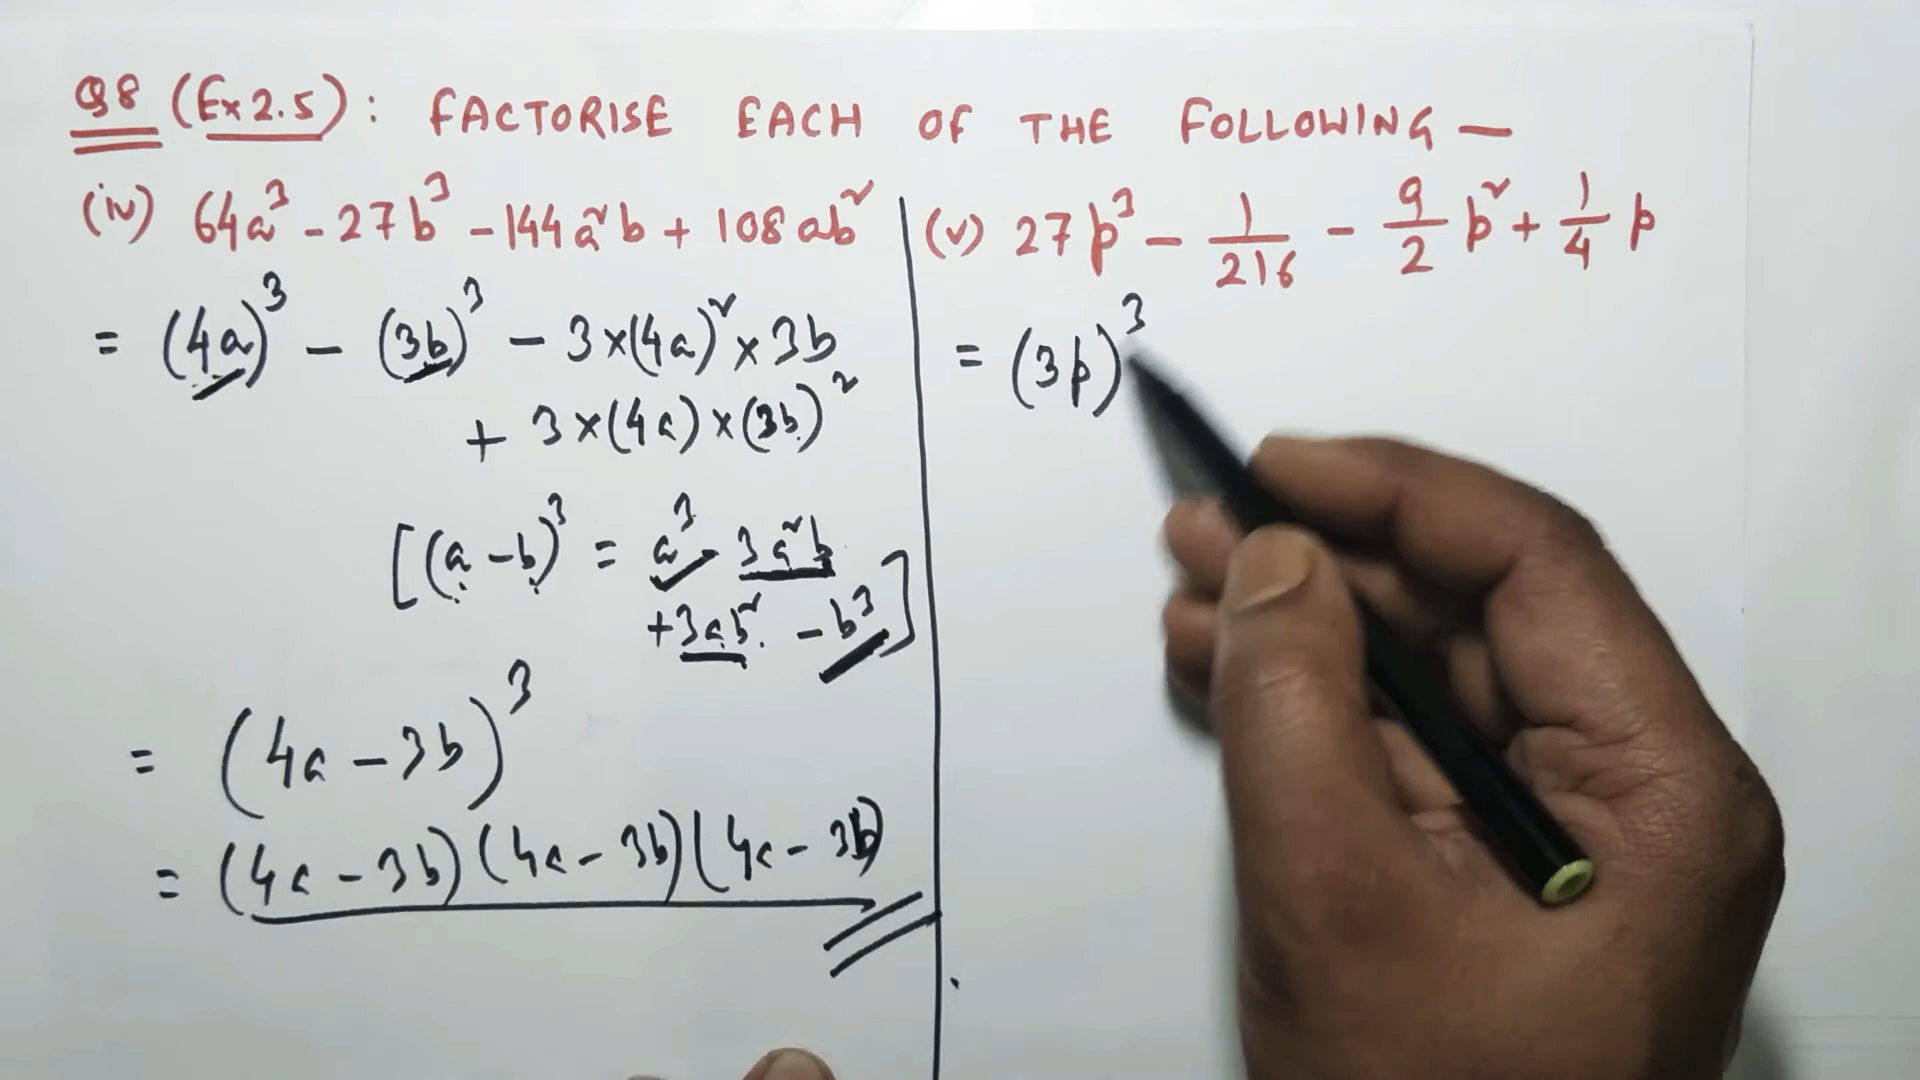 Q8 (Ex 2.5) : FACTORISE EACH OF THE FOLLOWING —
(iv) 64a³ - 27b³ - 144a²b + 108ab²
= (4a)³ - (3b)³ - 3×(4a)²×3b
+ 3×(4a)×(3b)²
[(a-b)³ = a³ - 3a²b
+3ab² - b³]
= (4a-3b)³
= (4a-3b)(4a-3b)(4a-3b)
(v) 27p³ - 1/216 - 9/2 p² + 1/4 p
= (3p)³